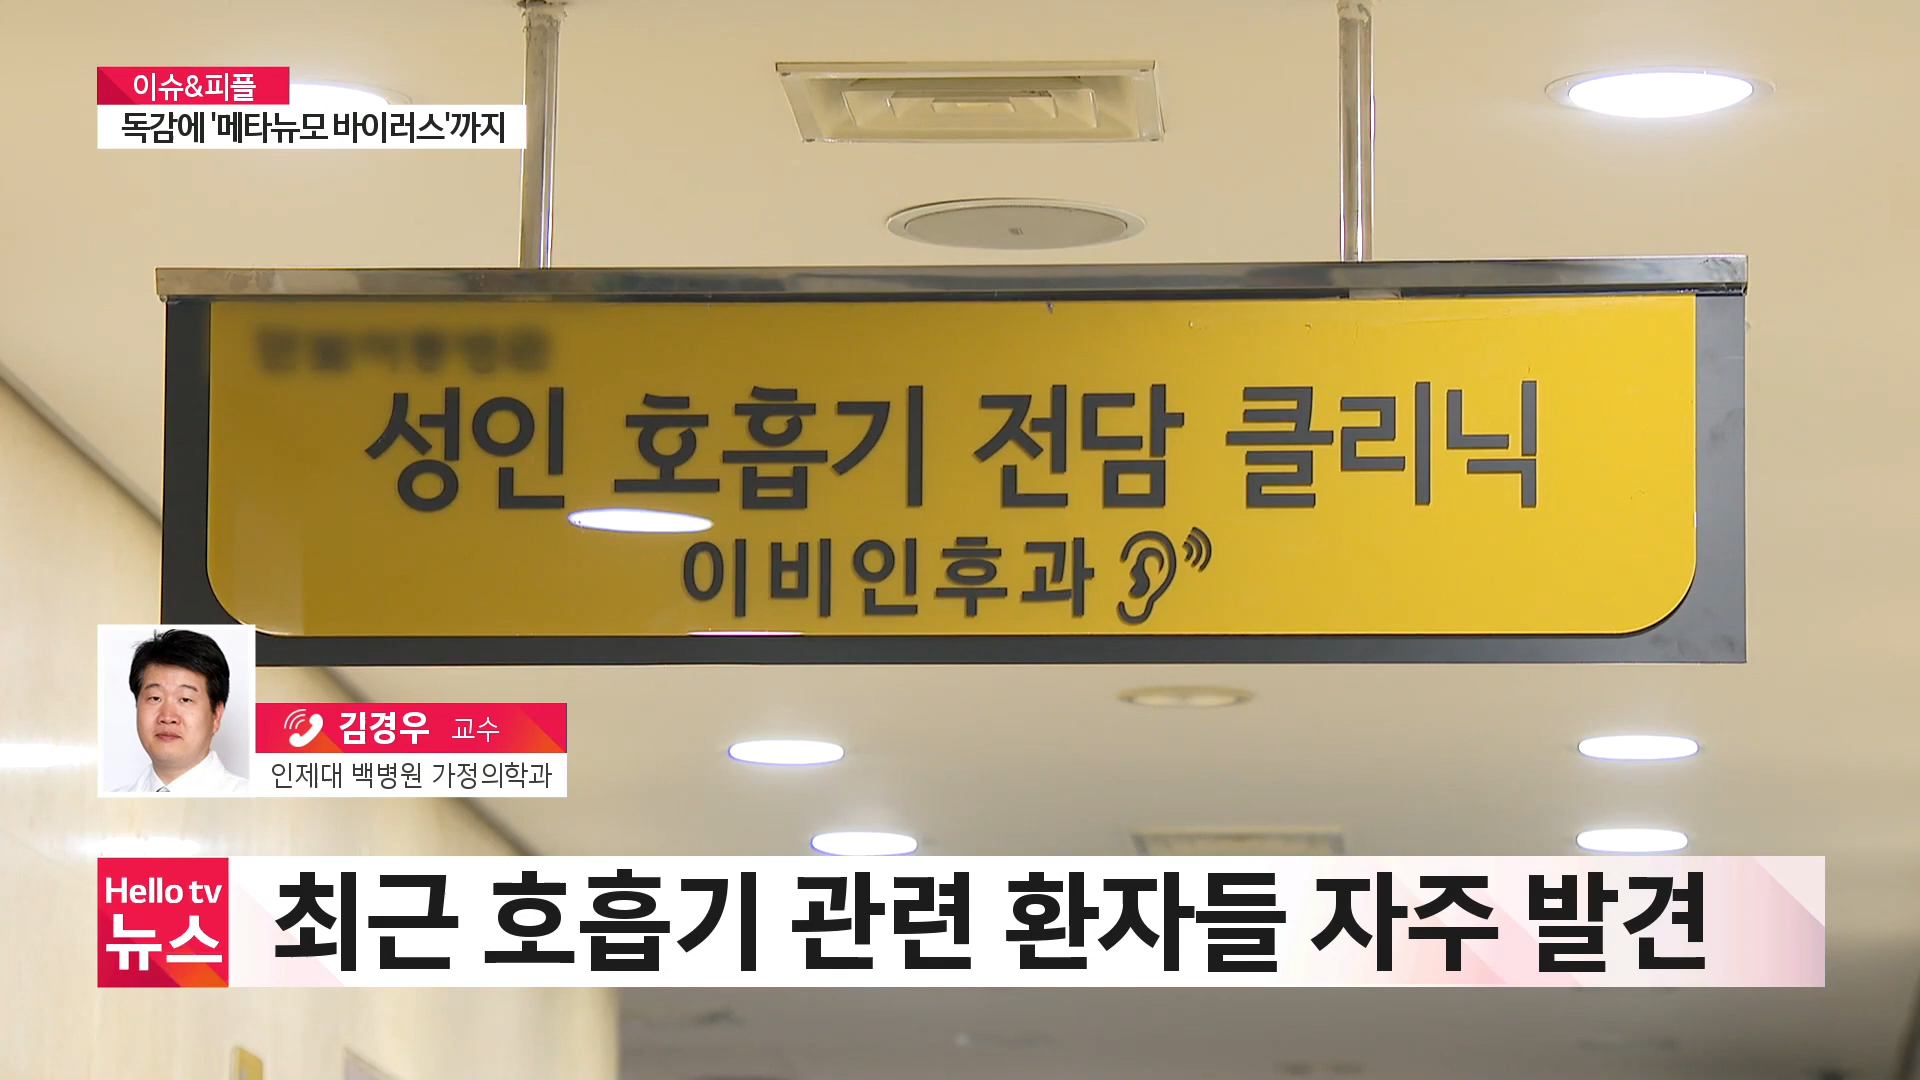 이슈&피플
독감에 '메타뉴모 바이러스'까지
성인 호흡기 전담 클리닉
이비인후과
김경우 교수
인제대 백병원 가정의학과
Hello tv
뉴스
최근 호흡기 관련 환자들 자주 발견